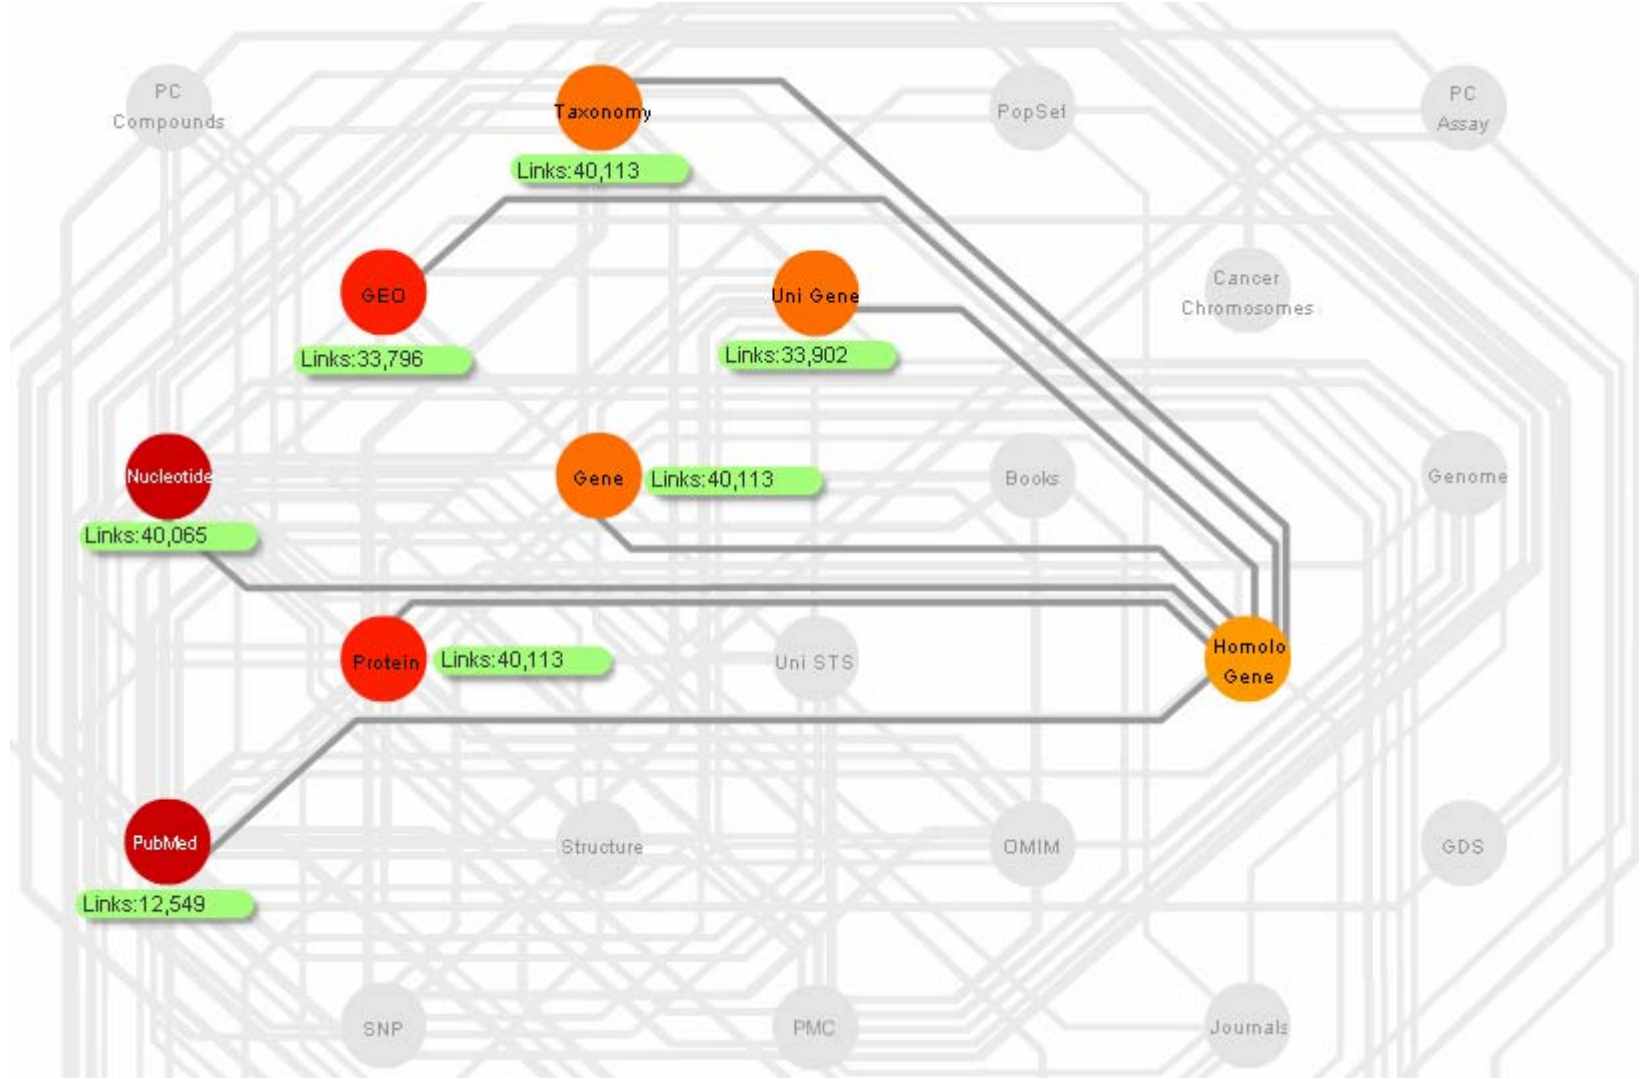 PC
Compounds
Taxonomy
PopSet
PC
Assay
Links:40,113
GEO
Uni Gene
Cancer
Chromosomes
Links:33,796
Links:33,902
Nucleotide
Gene
Links:40,113
Books
Genome
Links:40,065
Protein
Links:40,113
Uni STS
Homolo
Gene
PubMed
Structure
OMIM
GDS
Links:12,549
SNP
PMC
Journals